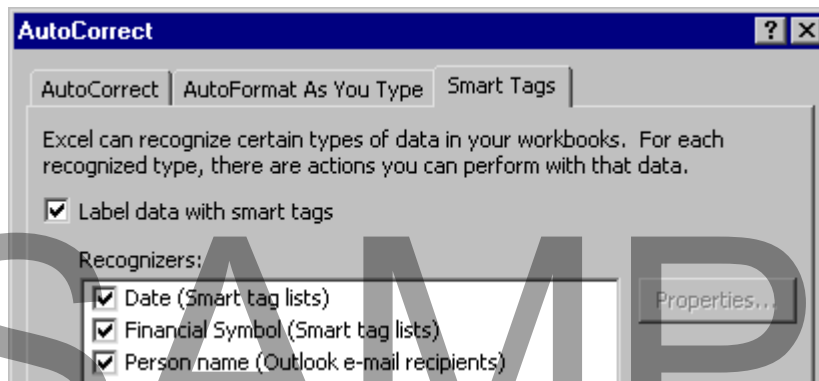 AutoCorrect
AutoCorrect AutoFormat As You Type Smart Tags
Excel can recognize certain types of data in your workbooks. For each
recognized type, there are actions you can perform with that data.
Label data with smart tags
Recognizers:
Date (Smart tag lists)
Properties...
Financial Symbol (Smart tag lists)
Person name (Outlook e-mail recipients)
SAMP